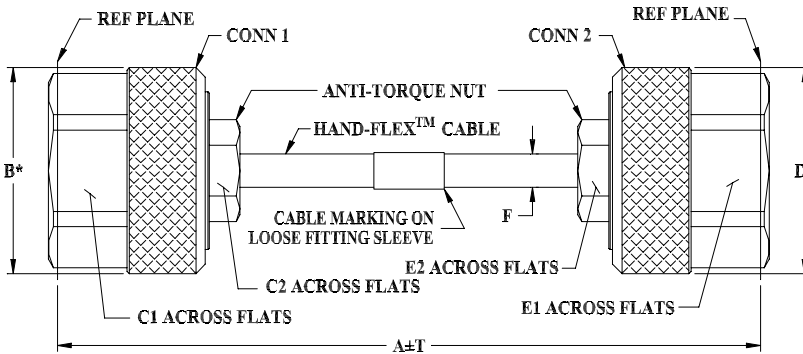 REF PLANE
REF PLANE
CONN 1
CONN 2
ANTI-TORQUE NUT
HAND-FLEX™ CABLE
B*
D
F
CABLE MARKING ON
LOOSE FITTING SLEEVE
E2 ACROSS FLATS
C2 ACROSS FLATS
E1 ACROSS FLATS
C1 ACROSS FLATS
A±T